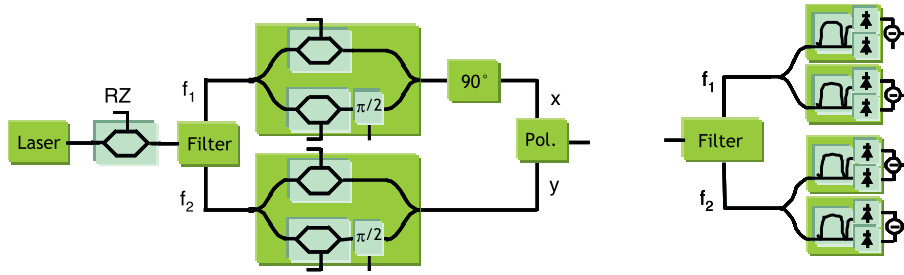 Laser
RZ
Filter
f1
f2
π/2
π/2
90°
x
y
Pol.
Filter
f1
f2